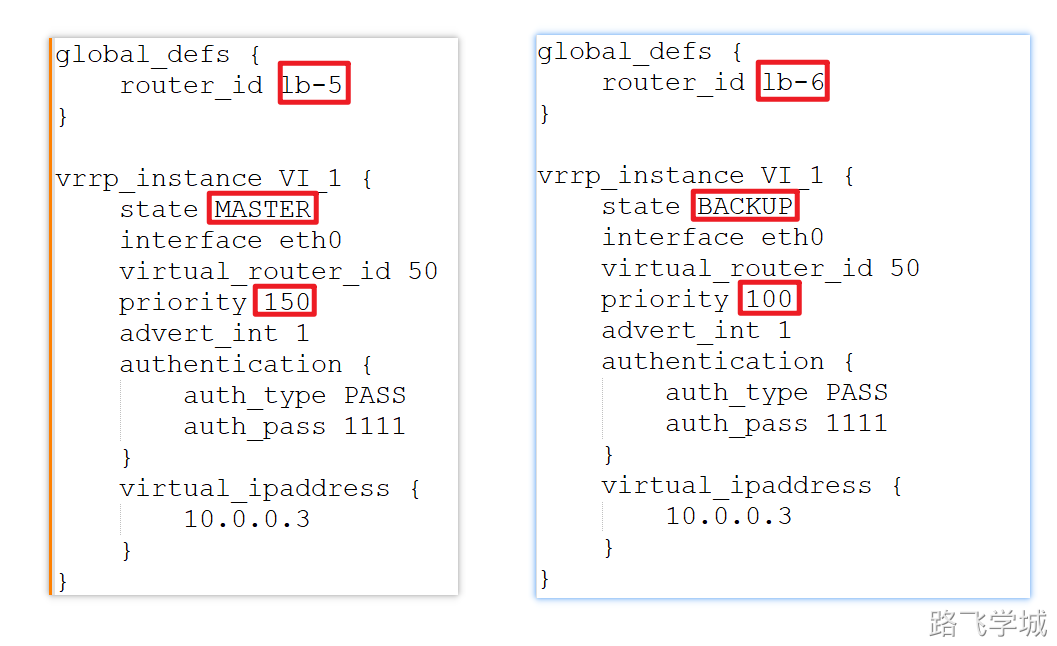 global_defs {
    router_id lb-5
}

vrrp_instance VI_1 {
    state MASTER
    interface eth0
    virtual_router_id 50
    priority 150
    advert_int 1
    authentication {
        auth_type PASS
        auth_pass 1111
    }
    virtual_ipaddress {
        10.0.0.3
    }
}
global_defs {
    router_id lb-6
}

vrrp_instance VI_1 {
    state BACKUP
    interface eth0
    virtual_router_id 50
    priority 100
    advert_int 1
    authentication {
        auth_type PASS
        auth_pass 1111
    }
    virtual_ipaddress {
        10.0.0.3
    }
}
路飞学城